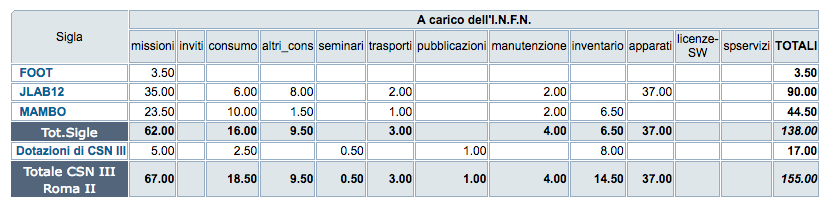 Sigla A carico dell'I.N.F.N.
missioni inviti consumo altri_cons seminari trasporti pubblicazioni manutenzione inventario apparati licenze-SW spservizi TOTALI
FOOT 3.50 3.50
JLAB12 35.00 6.00 8.00 2.00 2.00 37.00 90.00
MAMBO 23.50 10.00 1.50 1.00 2.00 6.50 44.50
Tot.Sigle 62.00 16.00 9.50 3.00 4.00 6.50 37.00 138.00
Dotazioni di CSN III 5.00 2.50 0.50 1.00 8.00 17.00
Totale CSN III Roma II 67.00 18.50 9.50 0.50 3.00 1.00 4.00 14.50 37.00 155.00